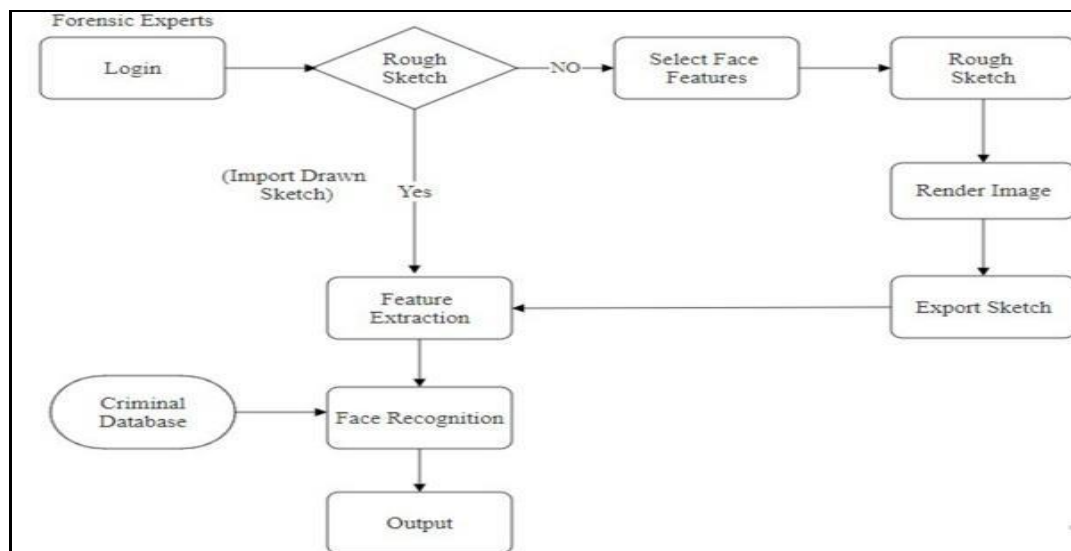 Forensic Experts
Login
Rough
Sketch
NO
Select Face
Features
Rough
Sketch
(Import Drawn
Sketch)
Yes
Render Image
Feature
Extraction
Export Sketch
Criminal
Database
Face Recognition
Output